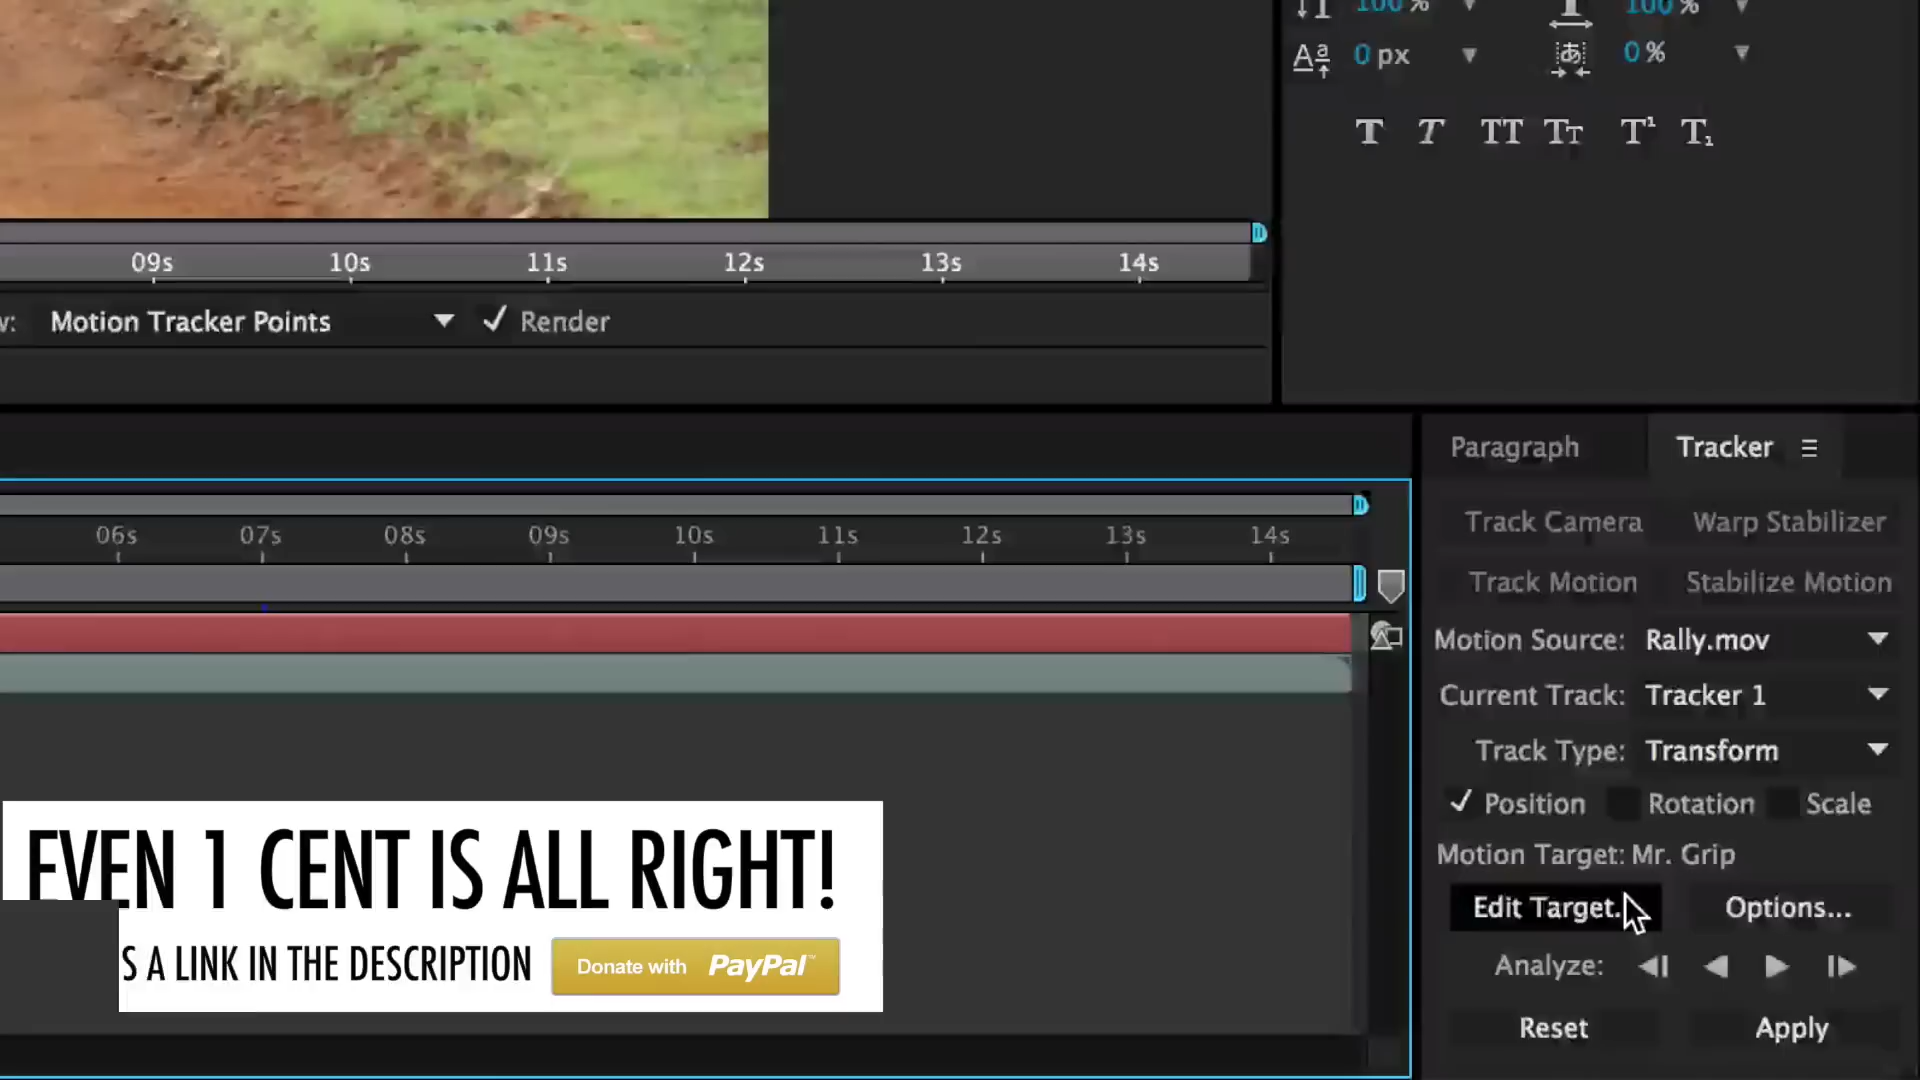 100 % 100 %
0 px 0 %
T T TT Tt T¹ T₁
09s 10s 11s 12s 13s 14s
Motion Tracker Points Render
Paragraph Tracker
06s 07s 08s 09s 10s 11s 12s 13s 14s
Track Camera Warp Stabilizer
Track Motion Stabilize Motion
Motion Source: Rally.mov
Current Track: Tracker 1
Track Type: Transform
Position Rotation Scale
Motion Target: Mr. Grip
Edit Target. Options...
Analyze:
Reset Apply
EVEN 1 CENT IS ALL RIGHT!
S A LINK IN THE DESCRIPTION Donate with PayPal™